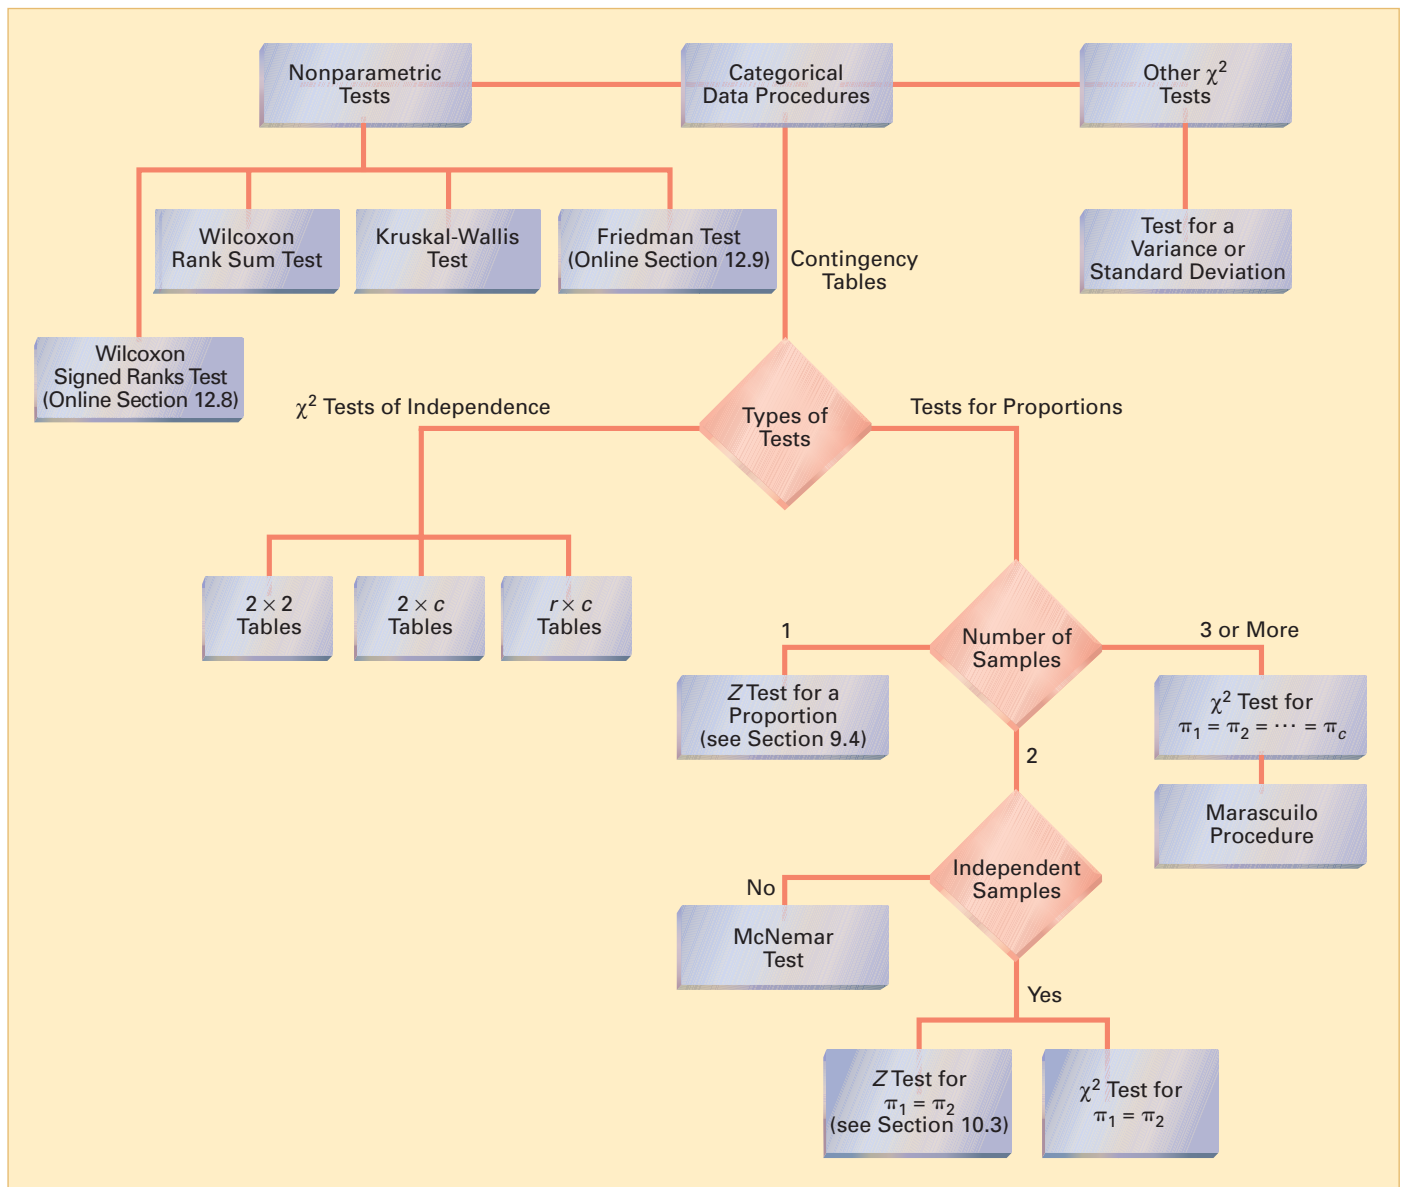 Nonparametric
Tests
Categorical
Data Procedures
Other χ²
Tests
Wilcoxon
Rank Sum Test
Kruskal-Wallis
Test
Friedman Test
(Online Section 12.9)
Contingency
Tables
Test for a
Variance or
Standard Deviation
Wilcoxon
Signed Ranks Test
(Online Section 12.8)
χ² Tests of Independence
Types of
Tests
Tests for Proportions
2 × 2
Tables
2 × c
Tables
r × c
Tables
1
Number of
Samples
3 or More
Z Test for a
Proportion
(see Section 9.4)
χ² Test for
π₁ = π₂ = ⋯ = π_c
2
Marascuilo
Procedure
Independent
Samples
No
McNemar
Test
Yes
Z Test for
π₁ = π₂
(see Section 10.3)
χ² Test for
π₁ = π₂